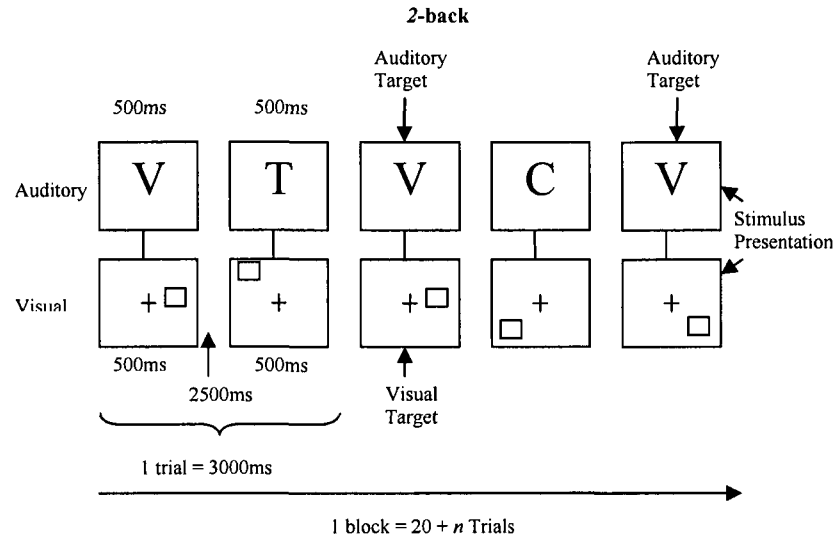 2-back
Auditory
Target
Auditory
Target
500ms
500ms
Auditory
V
T
V
C
V
Stimulus
Presentation
Visual
+
+
+
+
+
500ms
500ms
2500ms
Visual
Target
1 trial = 3000ms
1 block = 20 + n Trials